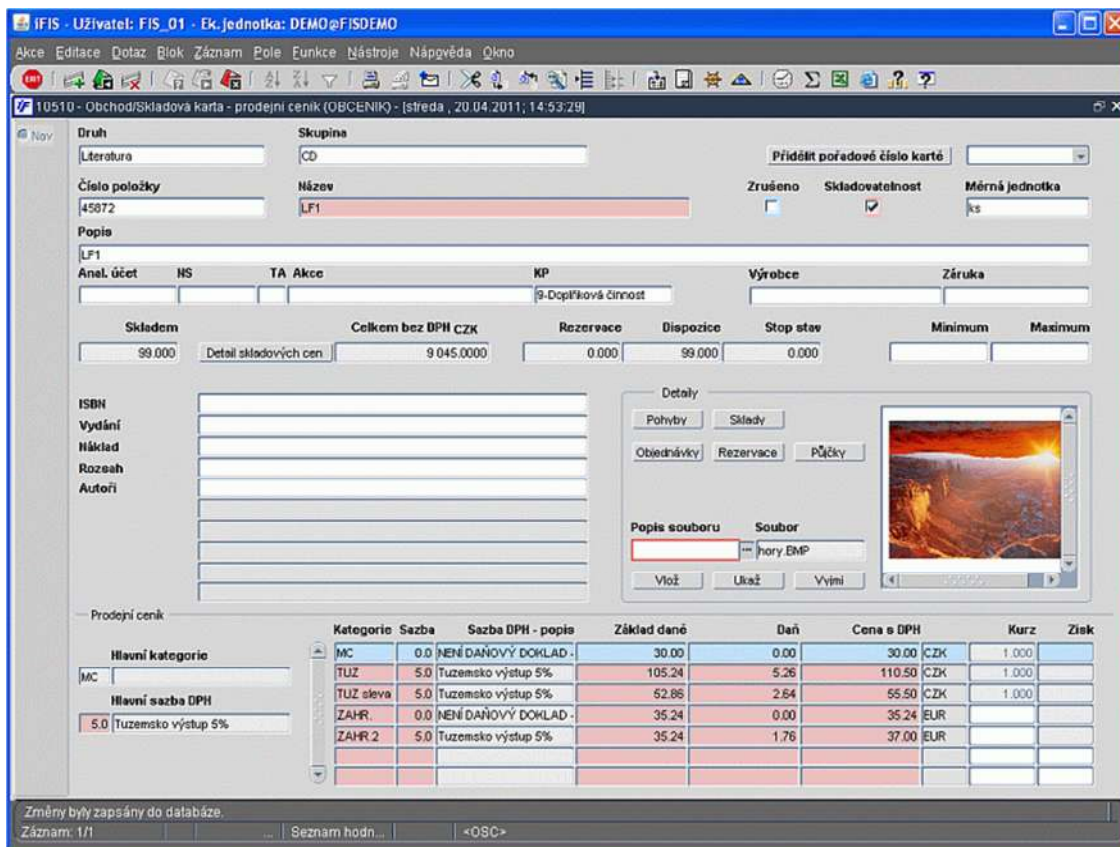 iFIS - Uživatel: FIS_01 - Ek. jednotka: DEMO@FISDEMO
Akce Editace Dotaz Blok Záznam Pole Funkce Nástroje Nápověda Okno
EXIT
10510 - Obchod/Skladová karta - prodejní ceník (OBCENIK) - [středa , 20.04.2011; 14:53:29]
Nav
Druh Skupina
Literatura CD Přidělit pořadové číslo kartě
Číslo položky Název Zrušeno Skladovatelnost Měrná jednotka
45872 LF1 ks
Popis
LF1
Anal. účet NS TA Akce KP Výrobce Záruka
9-Doplňková činnost
Skladem Celkem bez DPH CZK Rezervace Dispozice Stop stav Minimum Maximum
99.000 Detail skladových cen 9 045.0000 0.000 99.000 0.000
Detaily
ISBN
Vydání
Náklad
Rozsah
Autoři
Pohyby Sklady
Objednávky Rezervace Půjčky
Popis souboru Soubor
... hory.BMP
Vlož Ukaž Vyjmi
Prodejní ceník
Kategorie Sazba Sazba DPH - popis Základ daně Daň Cena s DPH Kurz Zisk
Hlavní kategorie
MC
Hlavní sazba DPH
5.0 Tuzemsko výstup 5%
MC 0.0 NENÍ DAŇOVÝ DOKLAD - 30.00 0.00 30.00 CZK 1.000
TUZ 5.0 Tuzemsko výstup 5% 105.24 5.26 110.50 CZK 1.000
TUZ sleva 5.0 Tuzemsko výstup 5% 52.86 2.64 55.50 CZK 1.000
ZAHR. 0.0 NENÍ DAŇOVÝ DOKLAD - 35.24 0.00 35.24 EUR
ZAHR.2 5.0 Tuzemsko výstup 5% 35.24 1.76 37.00 EUR
Změny byly zapsány do databáze.
Záznam: 1/1 ... Seznam hodn... <OSC>